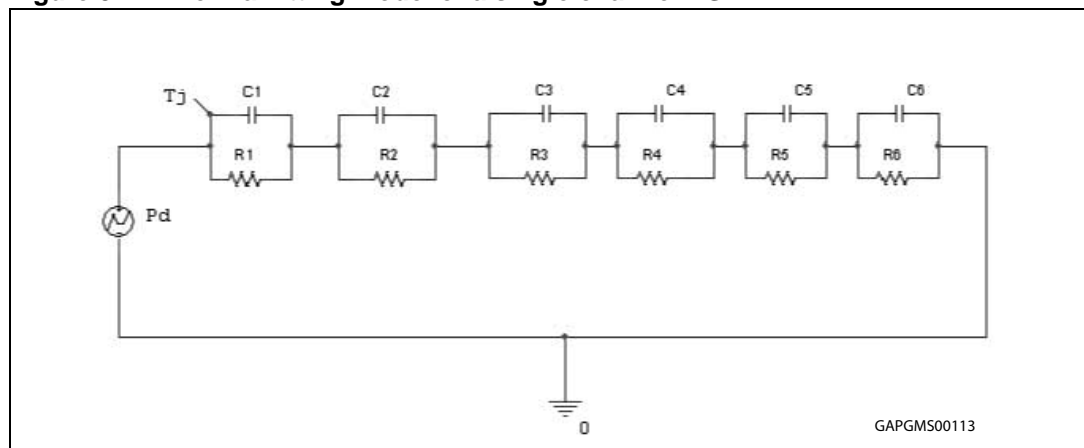 Tj C1 C2 C3 C4 C5 C6
R1 R2 R3 R4 R5 R6
Pd
0
GAPGMS00113